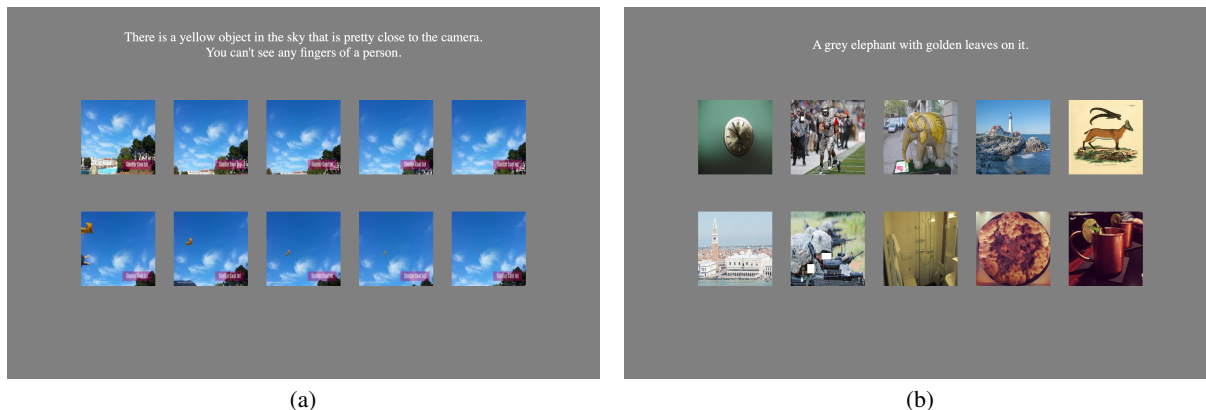 There is a yellow object in the sky that is pretty close to the camera.
You can't see any fingers of a person.
A grey elephant with golden leaves on it.
(a)
(b)